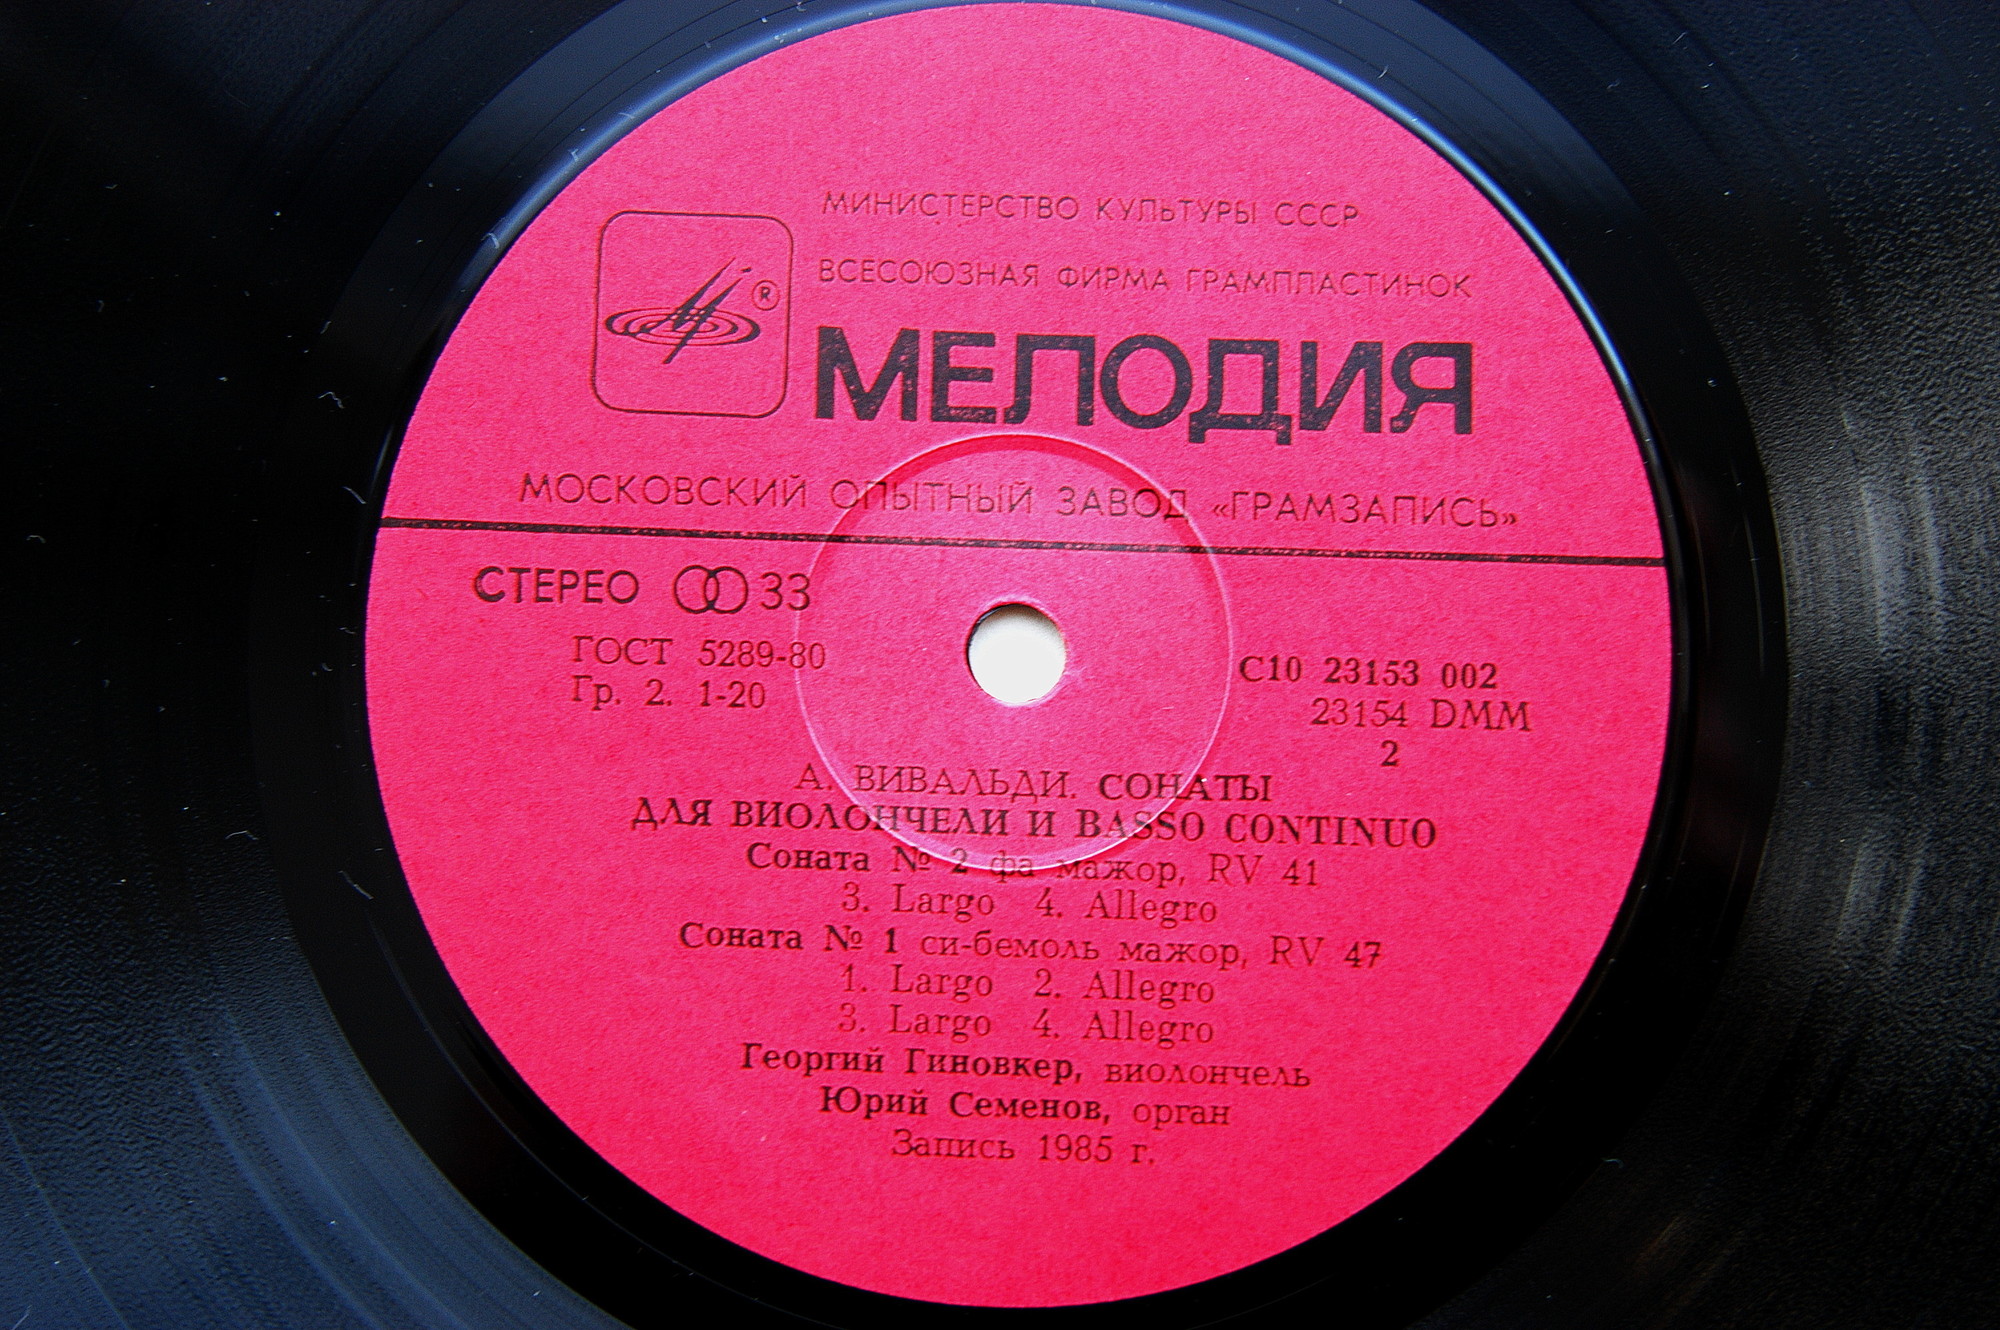 МИНИСТЕРСТВО КУЛЬТУРЫ СССР
ВСЕСОЮЗНАЯ ФИРМА ГРАМПЛАСТИНОК
®
МЕЛОДИЯ
МОСКОВСКИЙ ОПЫТНЫЙ ЗАВОД «ГРАМЗАПИСЬ»
СТЕРЕО 33
ГОСТ 5289-80
Гр. 2. 1-20
С10 23153 002
23154 DMM
2
А. ВИВАЛЬДИ. СОНАТЫ
ДЛЯ ВИОЛОНЧЕЛИ И BASSO CONTINUO
Соната № 2 фа мажор, RV 41
3. Largo 4. Allegro
Соната № 1 си-бемоль мажор, RV 47
1. Largo 2. Allegro
3. Largo 4. Allegro
Георгий Гиновкер, виолончель
Юрий Семенов, орган
Запись 1985 г.